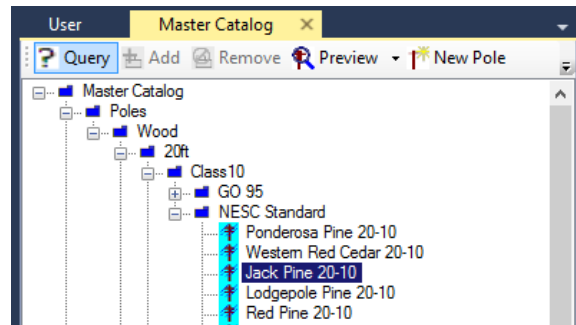 User Master Catalog
Query Add Remove Preview New Pole
Master Catalog
Poles
Wood
20ft
Class10
GO 95
NESC Standard
Ponderosa Pine 20-10
Western Red Cedar 20-10
Jack Pine 20-10
Lodgepole Pine 20-10
Red Pine 20-10